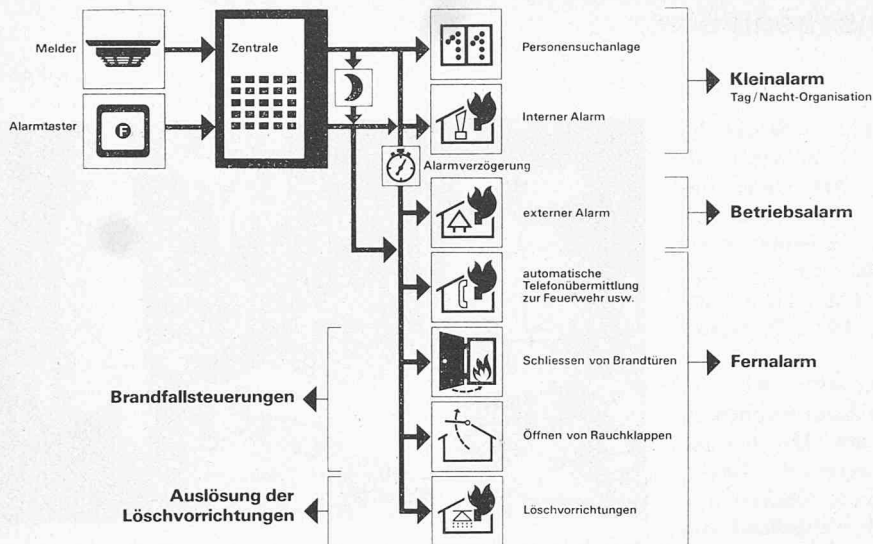 Melder
Zentrale
Personensuchanlage
Kleinalarm
Tag/Nacht-Organisation
Alarmtaster
F
Interner Alarm
Alarmverzögerung
externer Alarm
Betriebsalarm
automatische
Telefonübermittlung
zur Feuerwehr usw.
Schliessen von Brandtüren
Fernalarm
Brandfallsteuerungen
Öffnen von Rauchklappen
Auslösung der
Löschvorrichtungen
Löschvorrichtungen